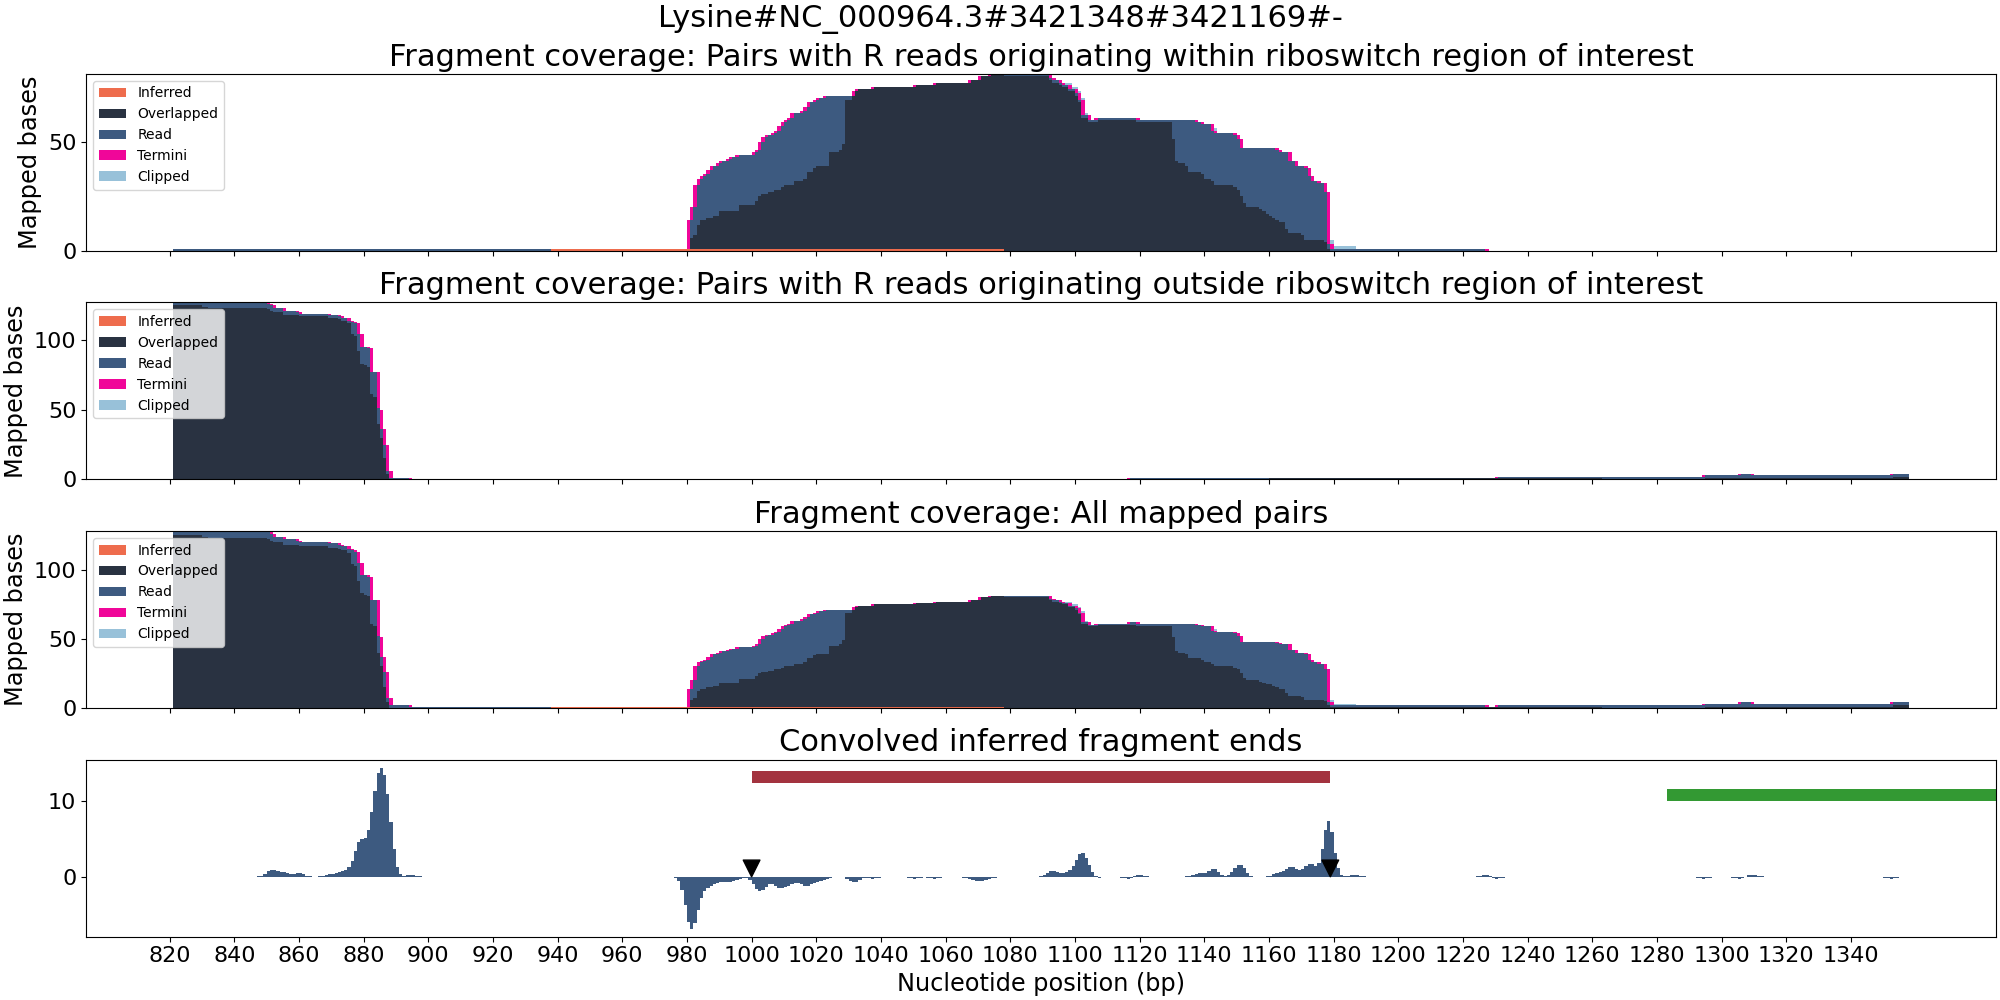 Lysine#NC_000964.3#3421348#3421169#-
Fragment coverage: Pairs with R reads originating within riboswitch region of interest
Mapped bases
50
0
Inferred
Overlapped
Read
Termini
Clipped
Fragment coverage: Pairs with R reads originating outside riboswitch region of interest
Mapped bases
100
50
0
Inferred
Overlapped
Read
Termini
Clipped
Fragment coverage: All mapped pairs
Mapped bases
100
50
0
Inferred
Overlapped
Read
Termini
Clipped
Convolved inferred fragment ends
10
0
820 840 860 880 900 920 940 960 980 1000 1020 1040 1060 1080 1100 1120 1140 1160 1180 1200 1220 1240 1260 1280 1300 1320 1340
Nucleotide position (bp)